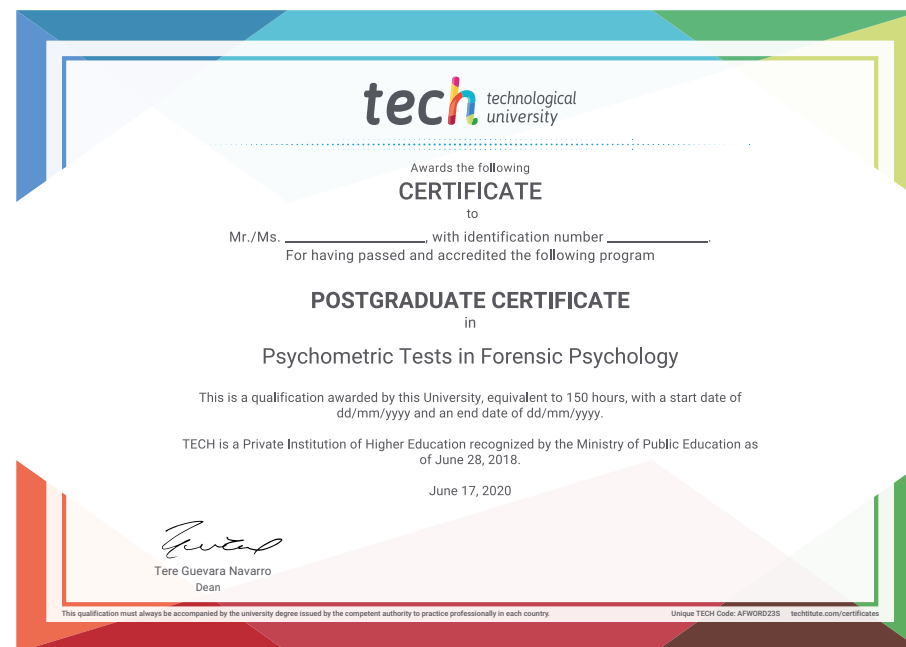 tech technological
university
Awards the following
CERTIFICATE
to
Mr./Ms. ____________________, with identification number ______________.
For having passed and accredited the following program
POSTGRADUATE CERTIFICATE
in
Psychometric Tests in Forensic Psychology
This is a qualification awarded by this University, equivalent to 150 hours, with a start date of
dd/mm/yyyy and an end date of dd/mm/yyyy.
TECH is a Private Institution of Higher Education recognized by the Ministry of Public Education as
of June 28, 2018.
June 17, 2020
Tere Guevara Navarro
Dean
This qualification must always be accompanied by the university degree issued by the competent authority to practice professionally in each country. Unique TECH Code: AFWORD23S techtitute.com/certificates